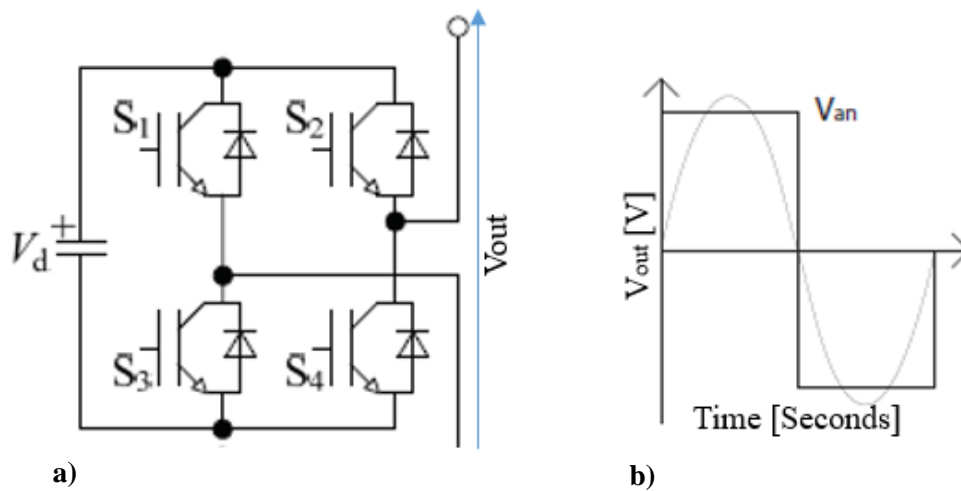 S1
S2
+
Vd
S3
S4
Vout
a)
Van
Vout [V]
Time [Seconds]
b)